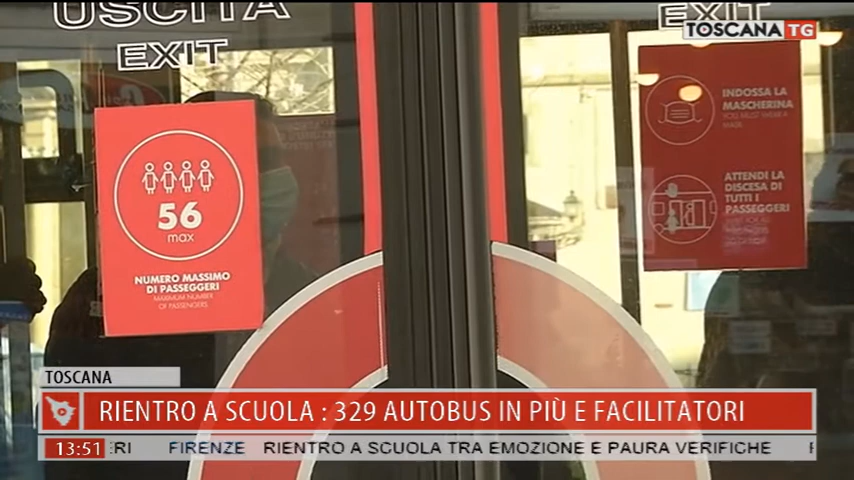 USCITA
EXIT
EXIT
TOSCANA TG
56
max
NUMERO MASSIMO
DI PASSEGGERI
MAXIMUM NUMBER
OF PASSENGERS
INDOSSA LA
MASCHERINA
YOU MUST WEAR A
MASK
ATTENDI LA
DISCESA DI
TUTTI I
PASSEGGERI
TOSCANA
RIENTRO A SCUOLA : 329 AUTOBUS IN PIÙ E FACILITATORI
13:51 RI FIRENZE RIENTRO A SCUOLA TRA EMOZIONE E PAURA VERIFICHE